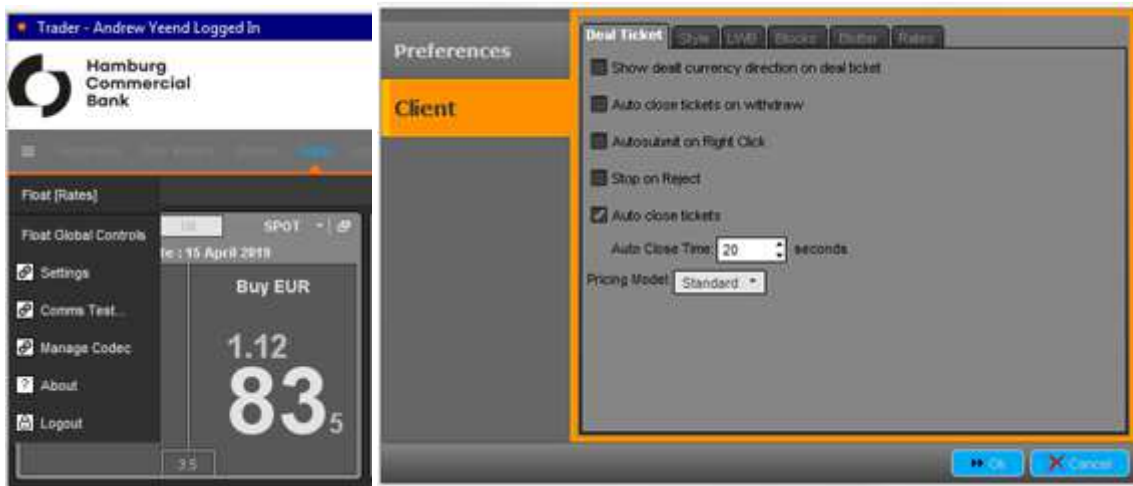 Trader - Andrew Yeend Logged In
Hamburg
Commercial
Bank
Float [Rates]
Float Global Controls
Settings
Comms Test...
Manage Codec
About
Logout
SPOT
: 15 April 2019
Buy EUR
1.12
83
5
3.5
Preferences
Client
Deal Ticket Style LWB Blocks Blotter Rates
Show dealt currency direction on deal ticket
Auto close tickets on withdraw
Autosubmit on Right Click
Stop on Reject
Auto close tickets
Auto Close Time: 20 seconds
Pricing Model: Standard
Ok Cancel